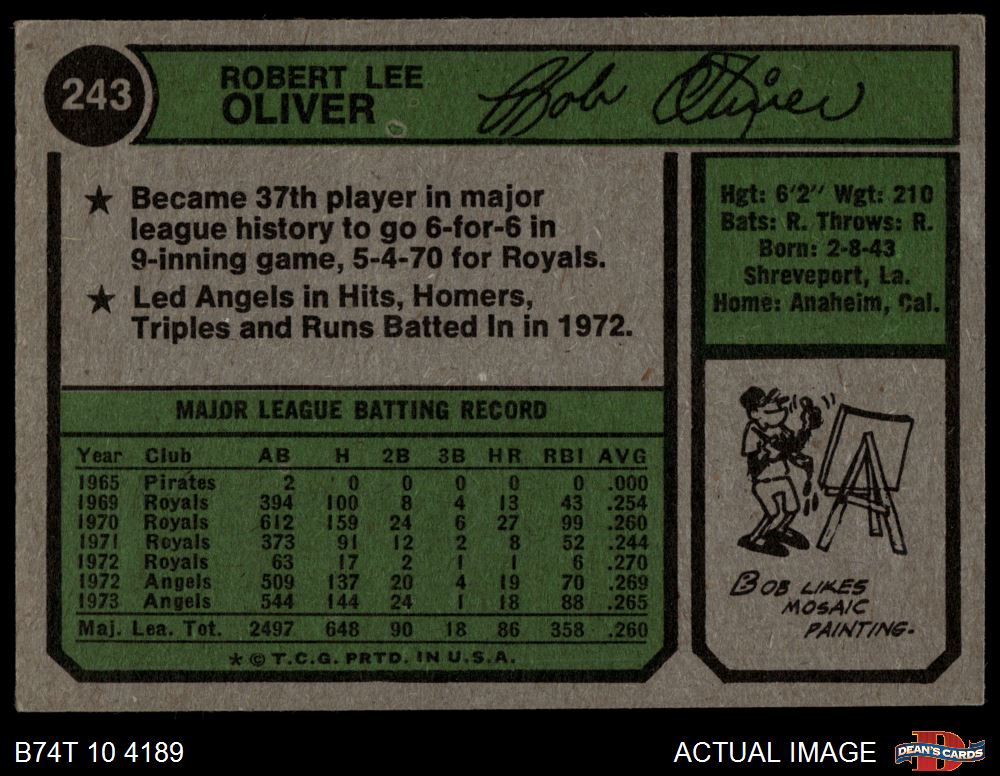 243
ROBERT LEE
OLIVER
Bob Oliver
★ Became 37th player in major
league history to go 6-for-6 in
9-inning game, 5-4-70 for Royals.
★ Led Angels in Hits, Homers,
Triples and Runs Batted In in 1972.
Hgt: 6'2" Wgt: 210
Bats: R. Throws: R.
Born: 2-8-43
Shreveport, La.
Home: Anaheim, Cal.
MAJOR LEAGUE BATTING RECORD
Year Club AB H 2B 3B HR RBI AVG
1965 Pirates 2 0 0 0 0 0 .000
1969 Royals 394 100 8 4 13 43 .254
1970 Royals 612 159 24 6 27 99 .260
1971 Royals 373 91 12 2 8 52 .244
1972 Royals 63 17 2 1 1 6 .270
1972 Angels 509 137 20 4 19 70 .269
1973 Angels 544 144 24 1 18 88 .265
Maj. Lea. Tot. 2497 648 90 18 86 358 .260
★ © T.C.G. PRTD. IN U.S.A.
BOB LIKES
MOSAIC
PAINTING.
B74T 10 4189
ACTUAL IMAGE
D
DEAN'S CARDS